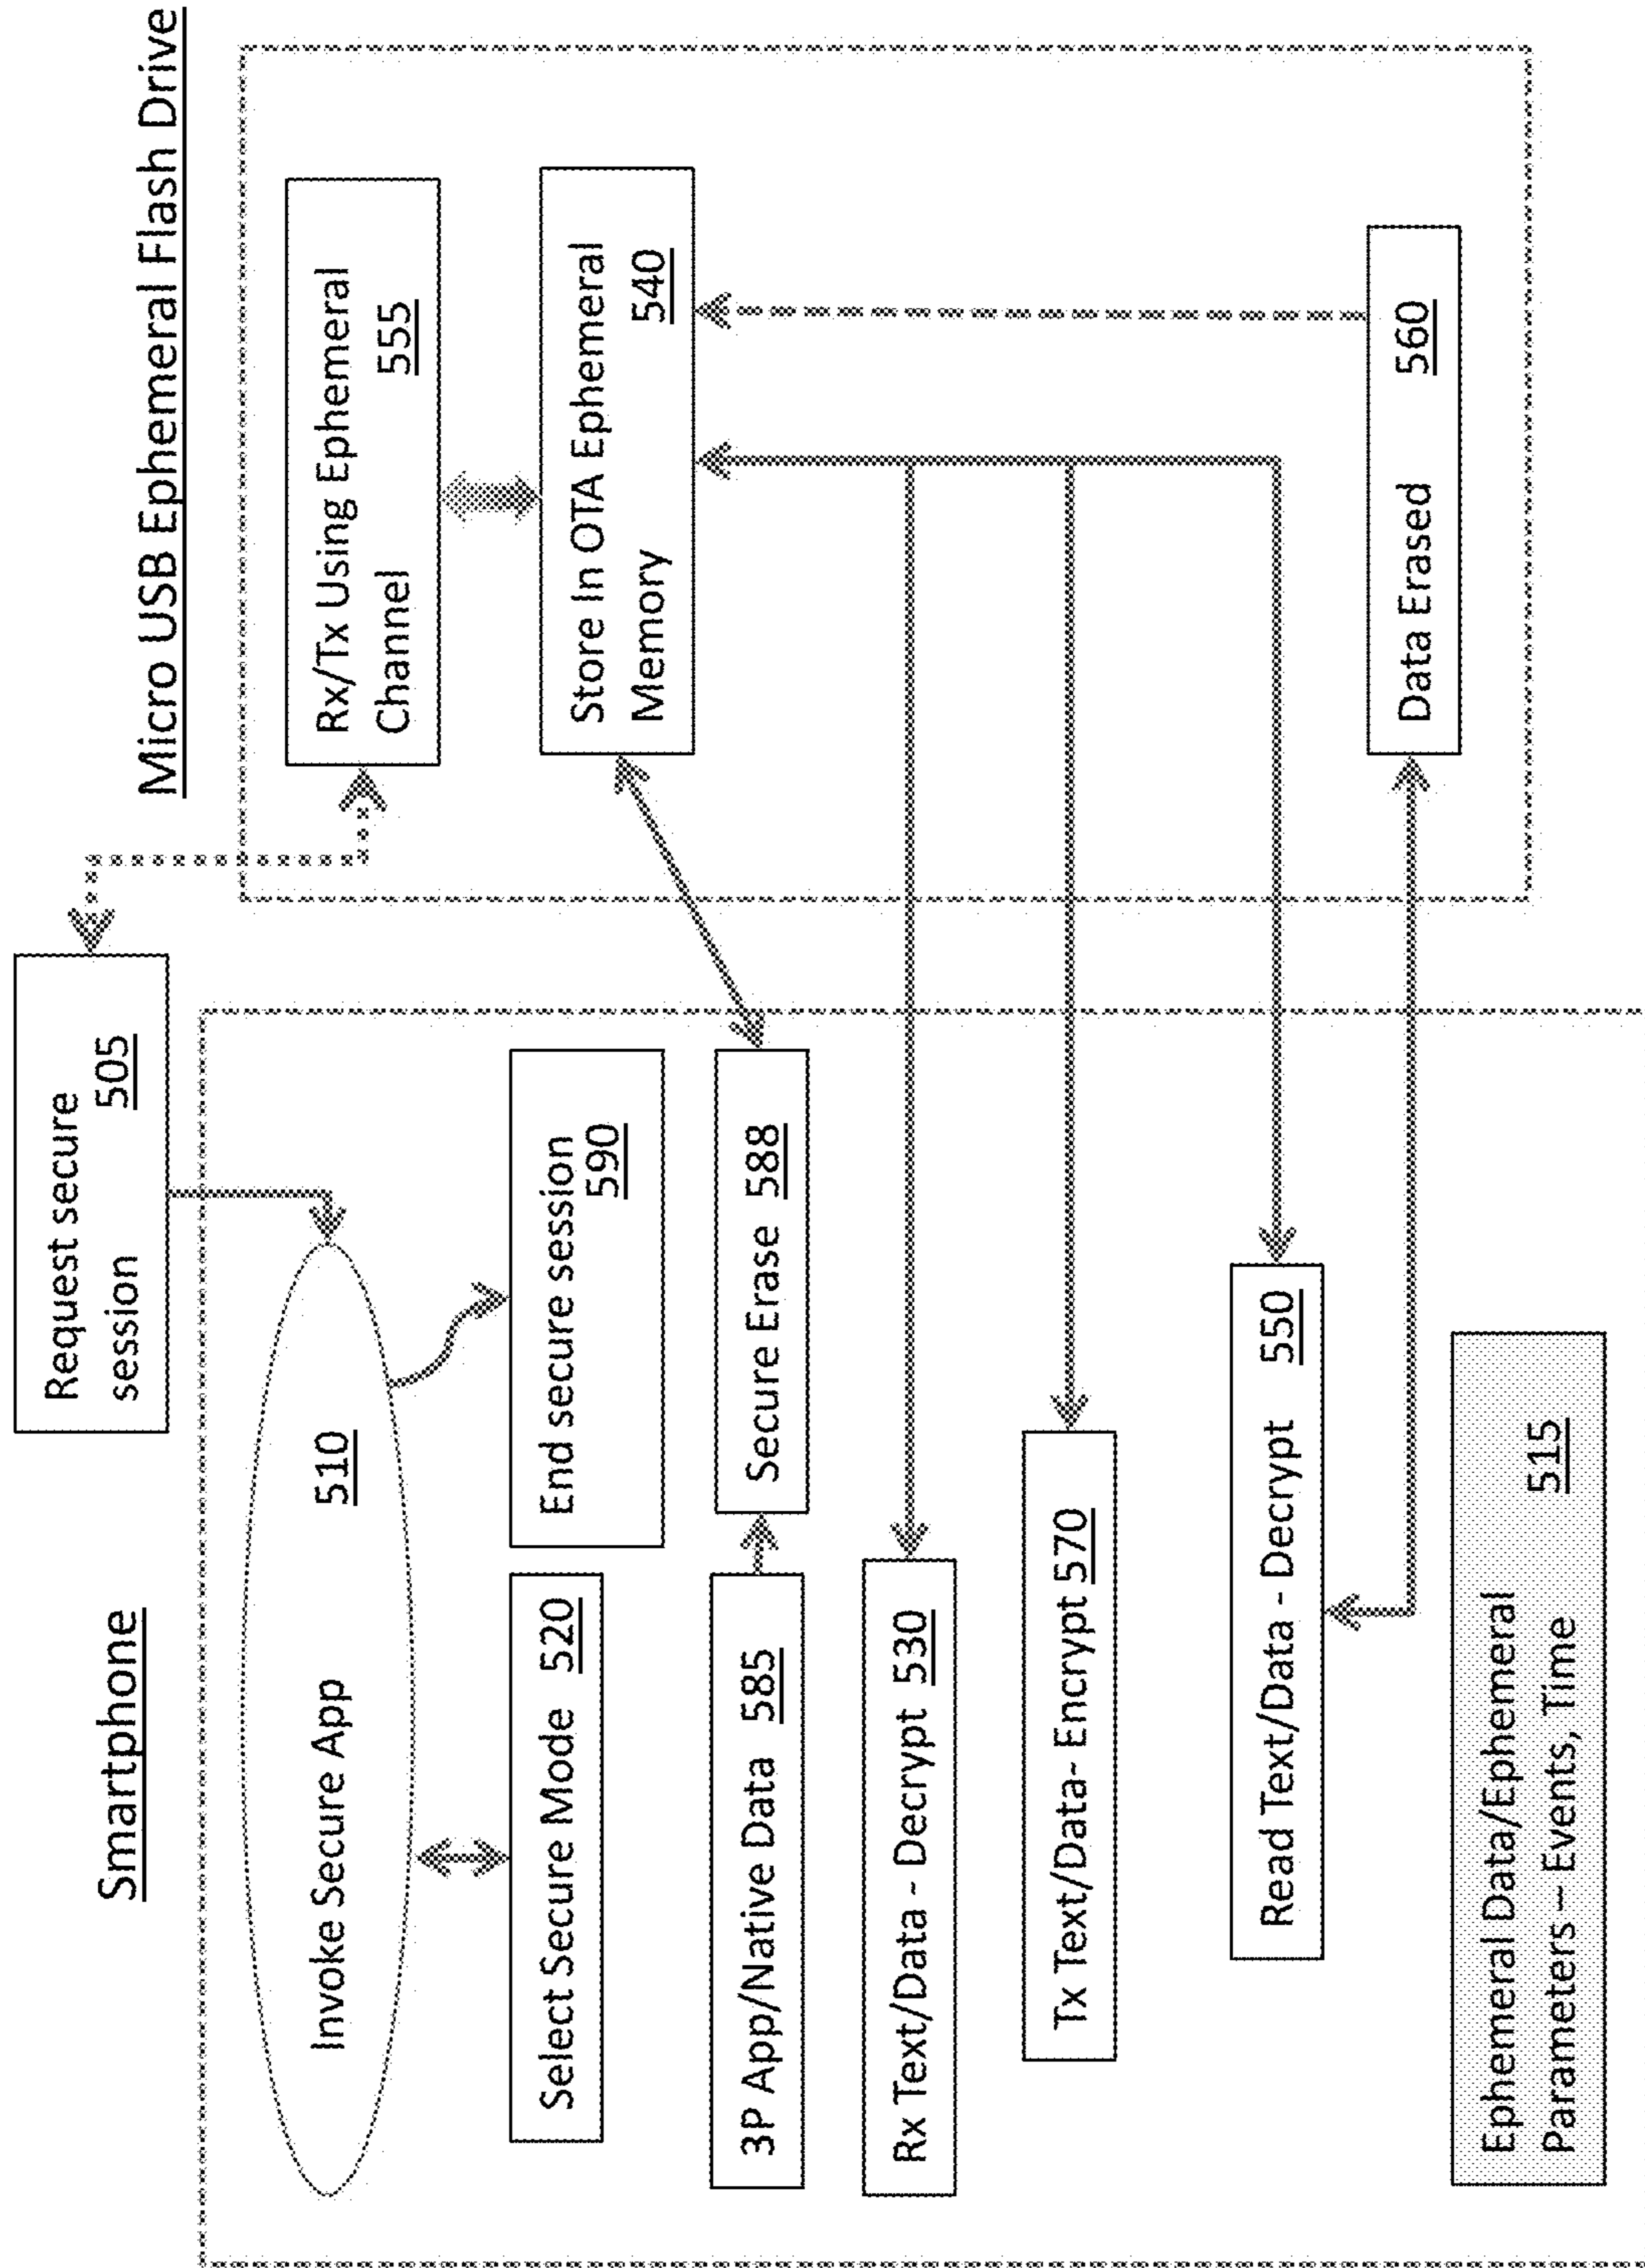 Smartphone
Micro USB Ephemeral Flash Drive
Request secure
session
505
Invoke Secure App
510
Rx/Tx Using Ephemeral
Channel
555
Select Secure Mode 520
End secure session
590
Store In OTA Ephemeral
Memory
540
3P App/Native Data 585
Secure Erase 588
Rx Text/Data - Decrypt 530
Tx Text/Data- Encrypt 570
Read Text/Data - Decrypt 550
Data Erased 560
Ephemeral Data/Ephemeral
Parameters – Events, Time
515